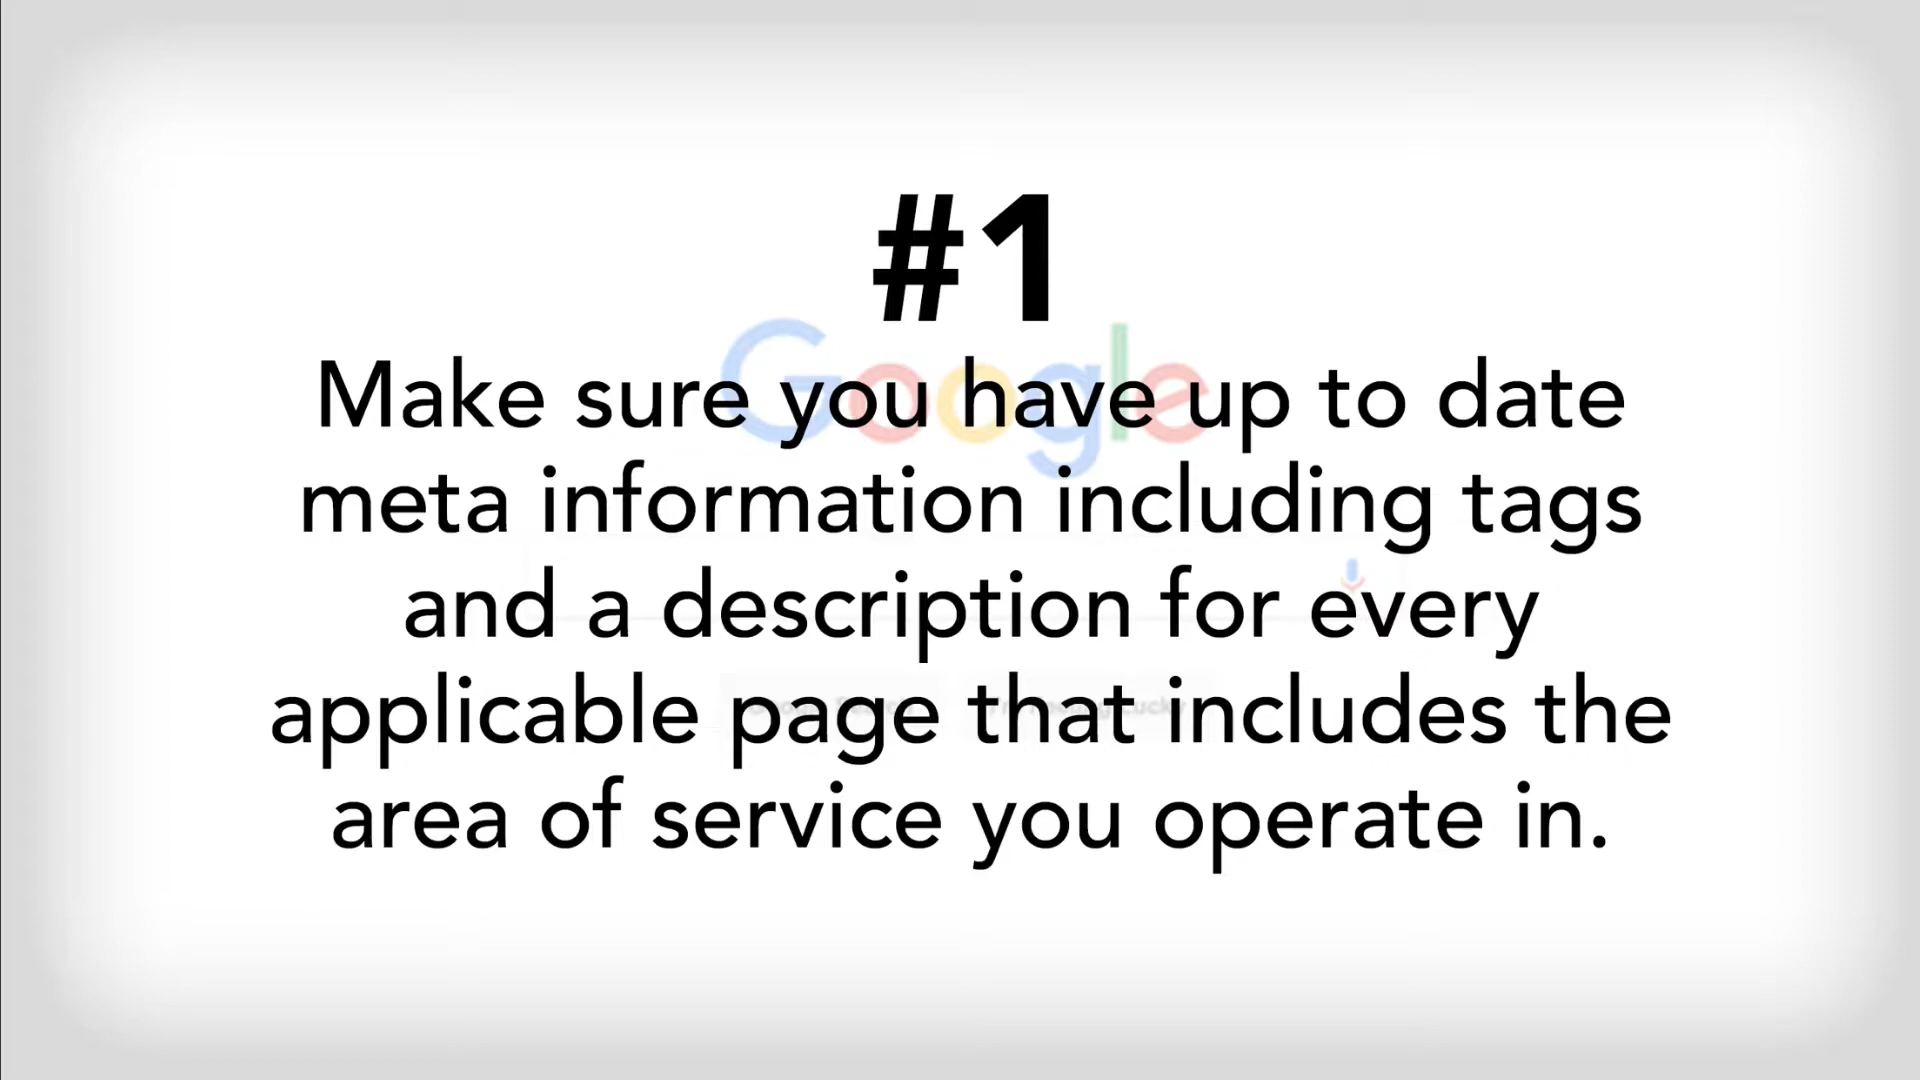 #1
Google
Make sure you have up to date
meta information including tags
and a description for every
applicable page that includes the
area of service you operate in.